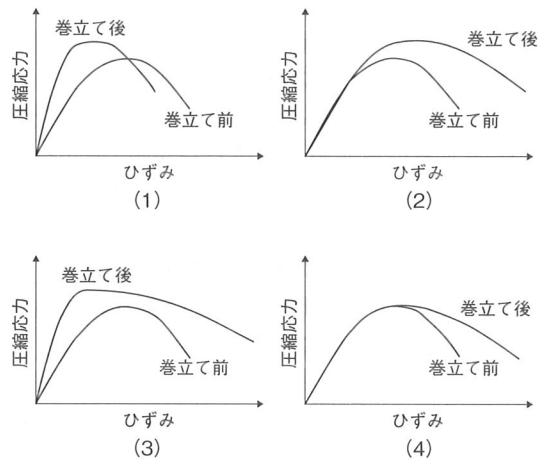 圧縮応力
巻立て後
巻立て前
ひずみ
(1)
圧縮応力
巻立て後
巻立て前
ひずみ
(2)
圧縮応力
巻立て後
巻立て前
ひずみ
(3)
圧縮応力
巻立て後
巻立て前
ひずみ
(4)